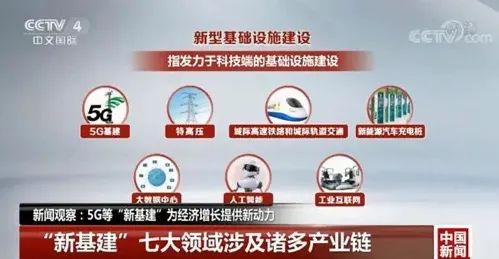 CCTV 4
中文国际
CCTV.com
新型基础设施建设
指发力于科技端的基础设施建设
5G
5G基建
特高压
城际高速铁路和城际轨道交通
新能源汽车充电桩
大数据中心
人工智能
工业互联网
新闻观察:5G等“新基建”为经济增长提供新动力
“新基建”七大领域涉及诸多产业链
中国
新闻